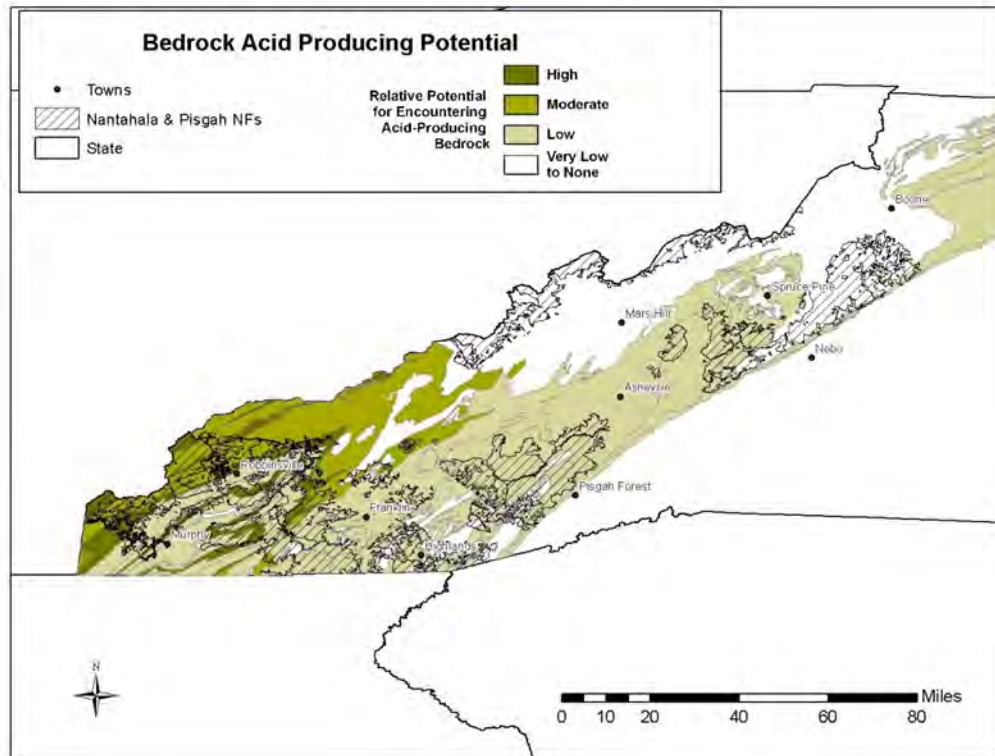 Bedrock Acid Producing Potential
Towns
Nantahala & Pisgah NFs
State
Relative Potential
for Encountering
Acid-Producing
Bedrock
High
Moderate
Low
Very Low
to None
Boone
Spruce Pine
Mars Hill
Nebo
Asheville
Robbinsville
Pisgah Forest
Franklin
Murphy
Highlands
N
Miles
0 10 20 40 60 80